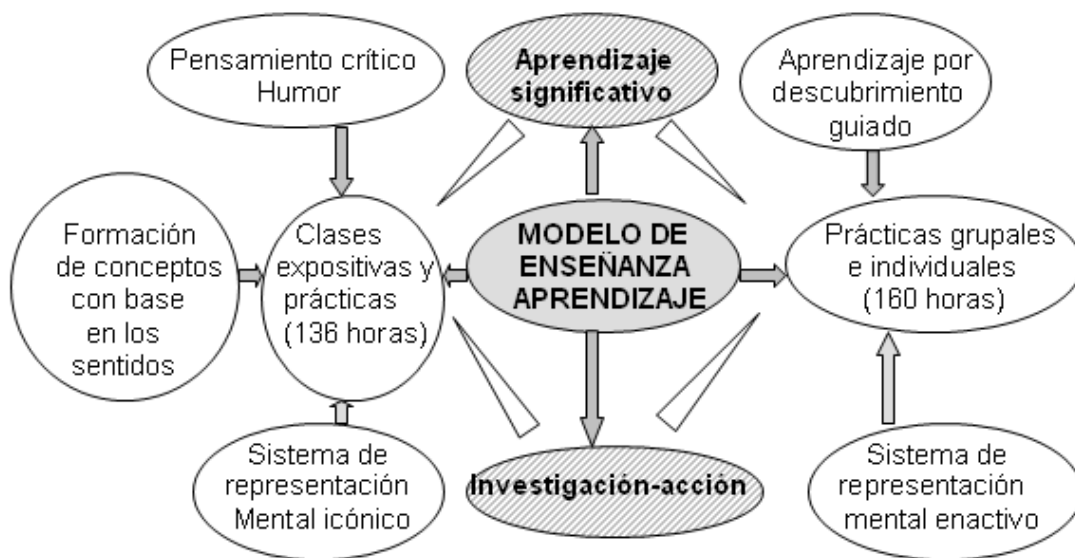 Pensamiento crítico
Humor
Aprendizaje
significativo
Aprendizaje por
descubrimiento
guiado
Formación
de conceptos
con base
en los
sentidos
Clases
expositivas y
prácticas
(136 horas)
MODELO DE
ENSEÑANZA
APRENDIZAJE
Prácticas grupales
e individuales
(160 horas)
Sistema de
representación
Mental icónico
Investigación-acción
Sistema de
representación
mental enactivo